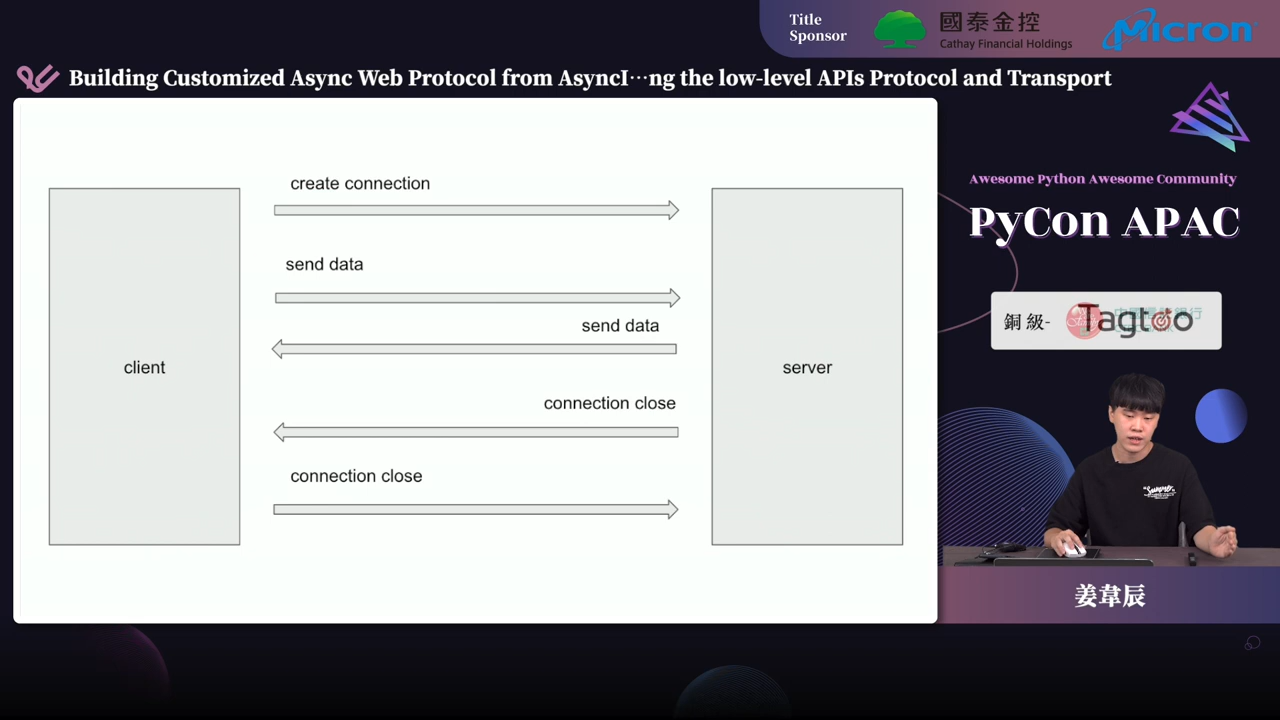 Title
Sponsor
國泰金控
Cathay Financial Holdings
Micron
Building Customized Async Web Protocol from AsyncI…ng the low-level APIs Protocol and Transport
create connection
send data
send data
connection close
connection close
client
server
Awesome Python Awesome Community
PyCon APAC
銅 級-
Tagtoo
姜韋辰